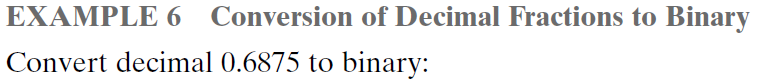 EXAMPLE 6 Conversion of Decimal Fractions to Binary
Convert decimal 0.6875 to binary: